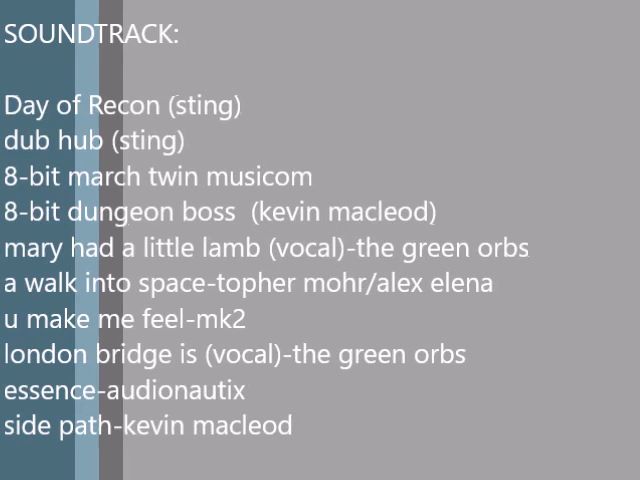 SOUNDTRACK:
Day of Recon (sting)
dub hub (sting)
8-bit march twin musicom
8-bit dungeon boss  (kevin macleod)
mary had a little lamb (vocal)-the green orbs
a walk into space-topher mohr/alex elena
u make me feel-mk2
london bridge is (vocal)-the green orbs
essence-audionautix
side path-kevin macleod